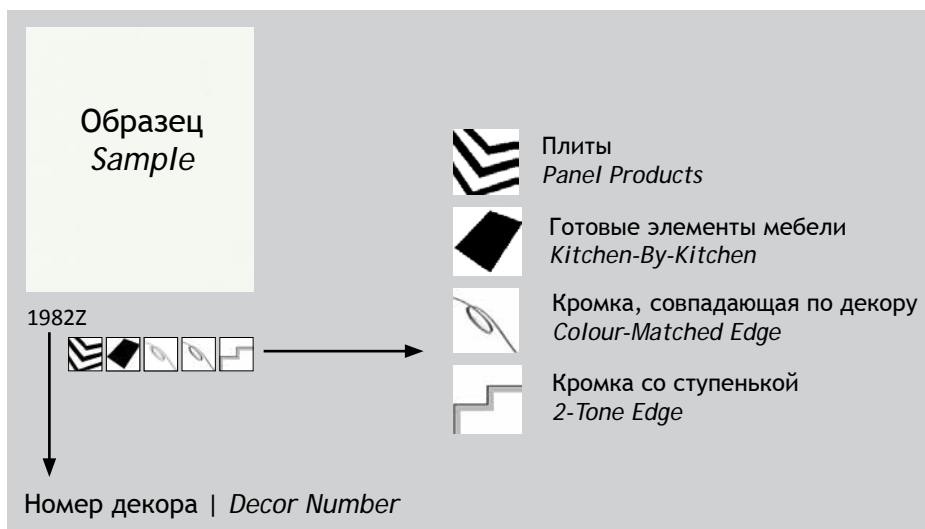 Образец
Sample
1982Z
Плиты
Panel Products
Готовые элементы мебели
Kitchen-By-Kitchen
Кромка, совпадающая по декору
Colour-Matched Edge
Кромка со ступенькой
2-Tone Edge
Номер декора | Decor Number